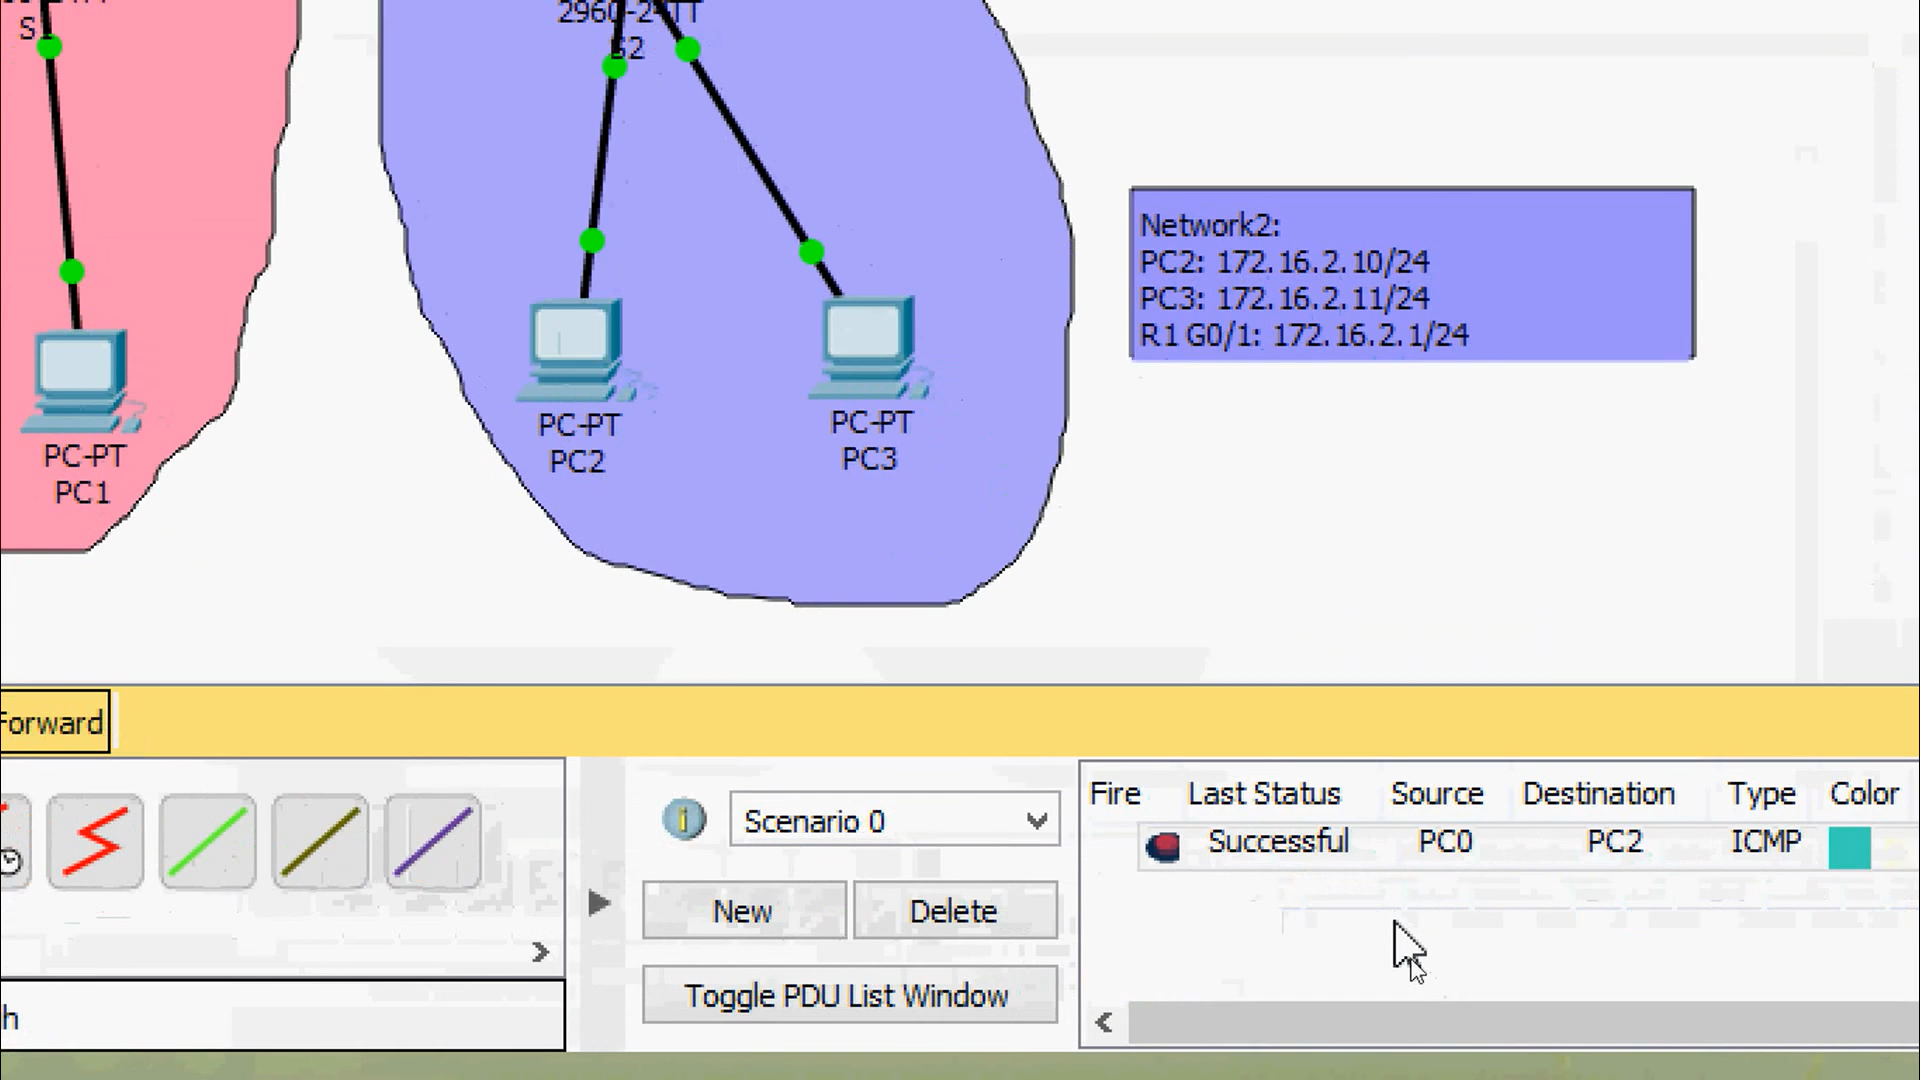 2960-24TT
S2
Network2:
PC2: 172.16.2.10/24
PC3: 172.16.2.11/24
R1 G0/1: 172.16.2.1/24
PC-PT
PC1
PC-PT
PC2
PC-PT
PC3
Forward
Scenario 0
New
Delete
Toggle PDU List Window
Fire Last Status Source Destination Type Color
Successful PC0 PC2 ICMP
h